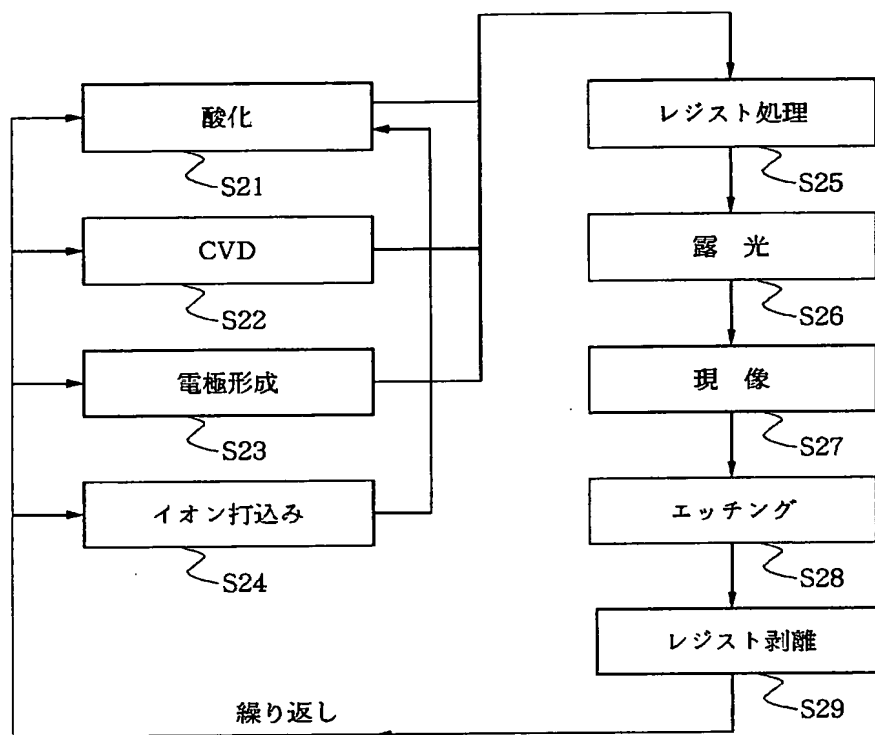 酸化
S21
CVD
S22
電極形成
S23
イオン打込み
S24
レジスト処理
S25
露 光
S26
現 像
S27
エッチング
S28
レジスト剥離
S29
繰り返し